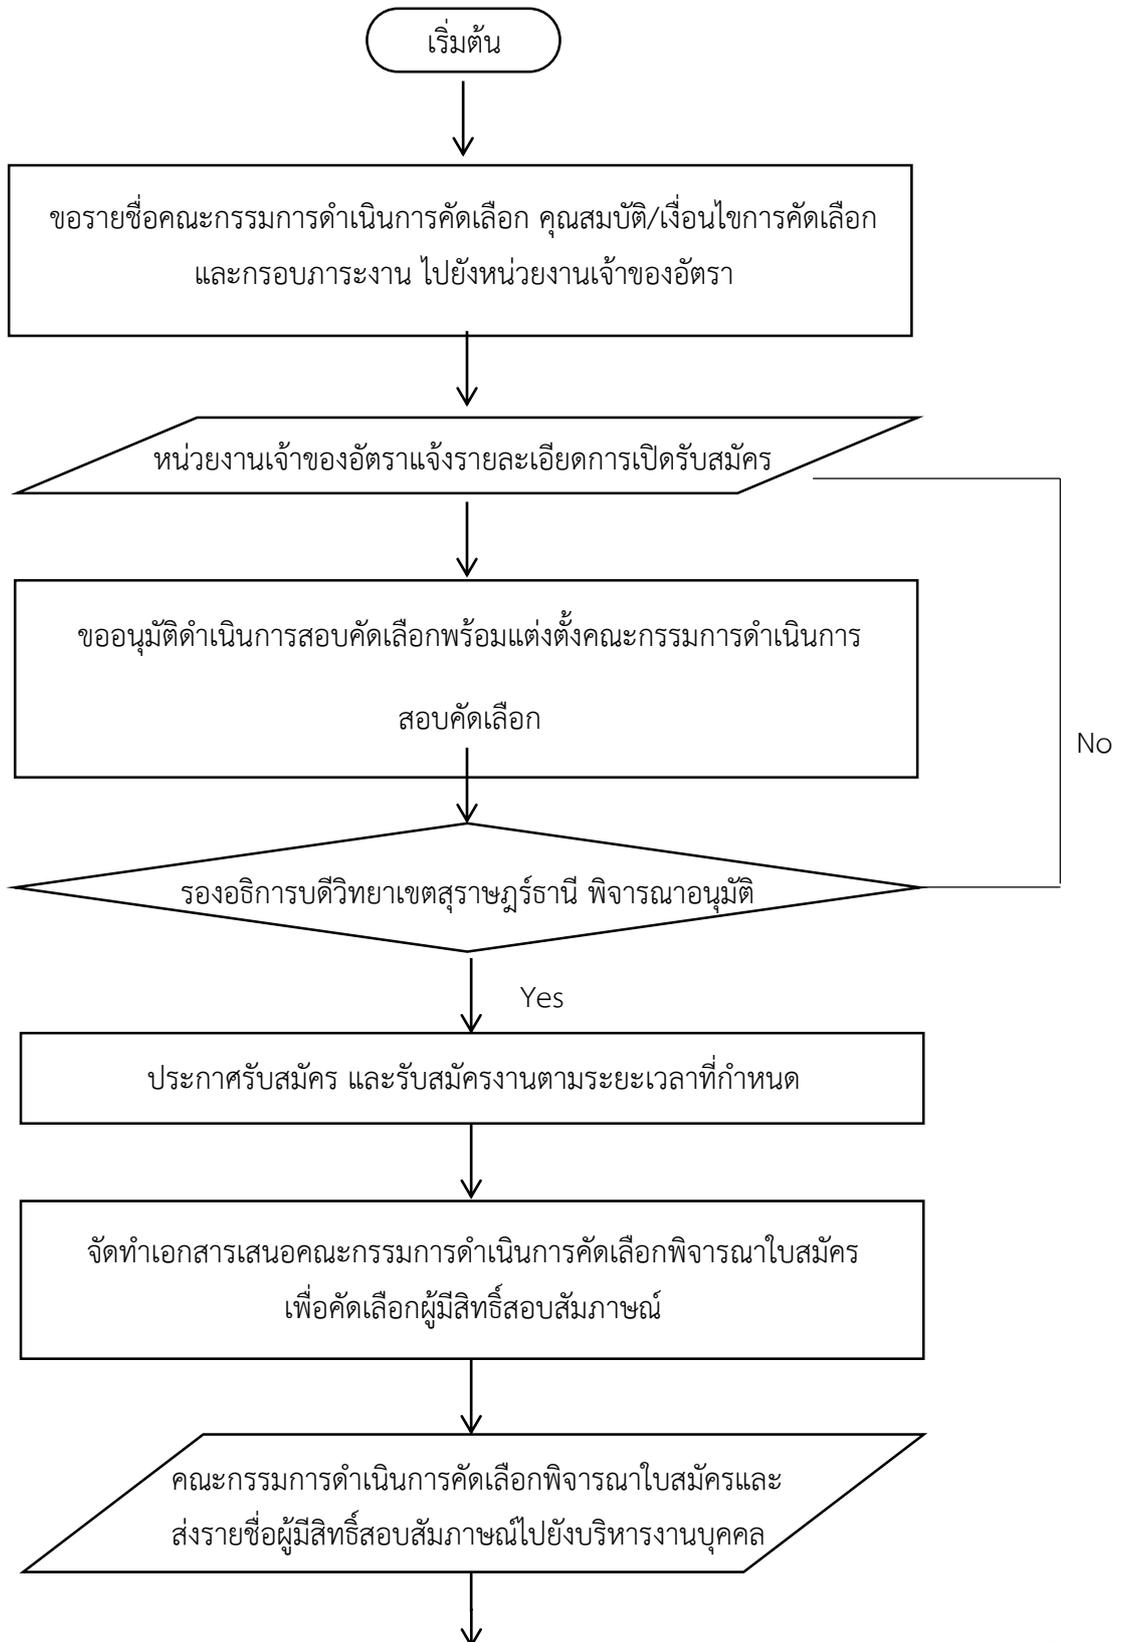 เริ่มต้น
ขอรายชื่อคณะกรรมการดำเนินการคัดเลือก คุณสมบัติ/เงื่อนไขการคัดเลือก
และกรอบภาระงาน ไปยังหน่วยงานเจ้าของอัตรา
หน่วยงานเจ้าของอัตราแจ้งรายละเอียดการเปิดรับสมัคร
ขออนุมัติดำเนินการสอบคัดเลือกพร้อมแต่งตั้งคณะกรรมการดำเนินการ
สอบคัดเลือก
No
รองอธิการบดีวิทยาเขตสุราษฎร์ธานี พิจารณาอนุมัติ
Yes
ประกาศรับสมัคร และรับสมัครงานตามระยะเวลาที่กำหนด
จัดทำเอกสารเสนอคณะกรรมการดำเนินการคัดเลือกพิจารณาใบสมัคร
เพื่อคัดเลือกผู้มีสิทธิ์สอบสัมภาษณ์
คณะกรรมการดำเนินการคัดเลือกพิจารณาใบสมัครและ
ส่งรายชื่อผู้มีสิทธิ์สอบสัมภาษณ์ไปยังบริหารงานบุคคล